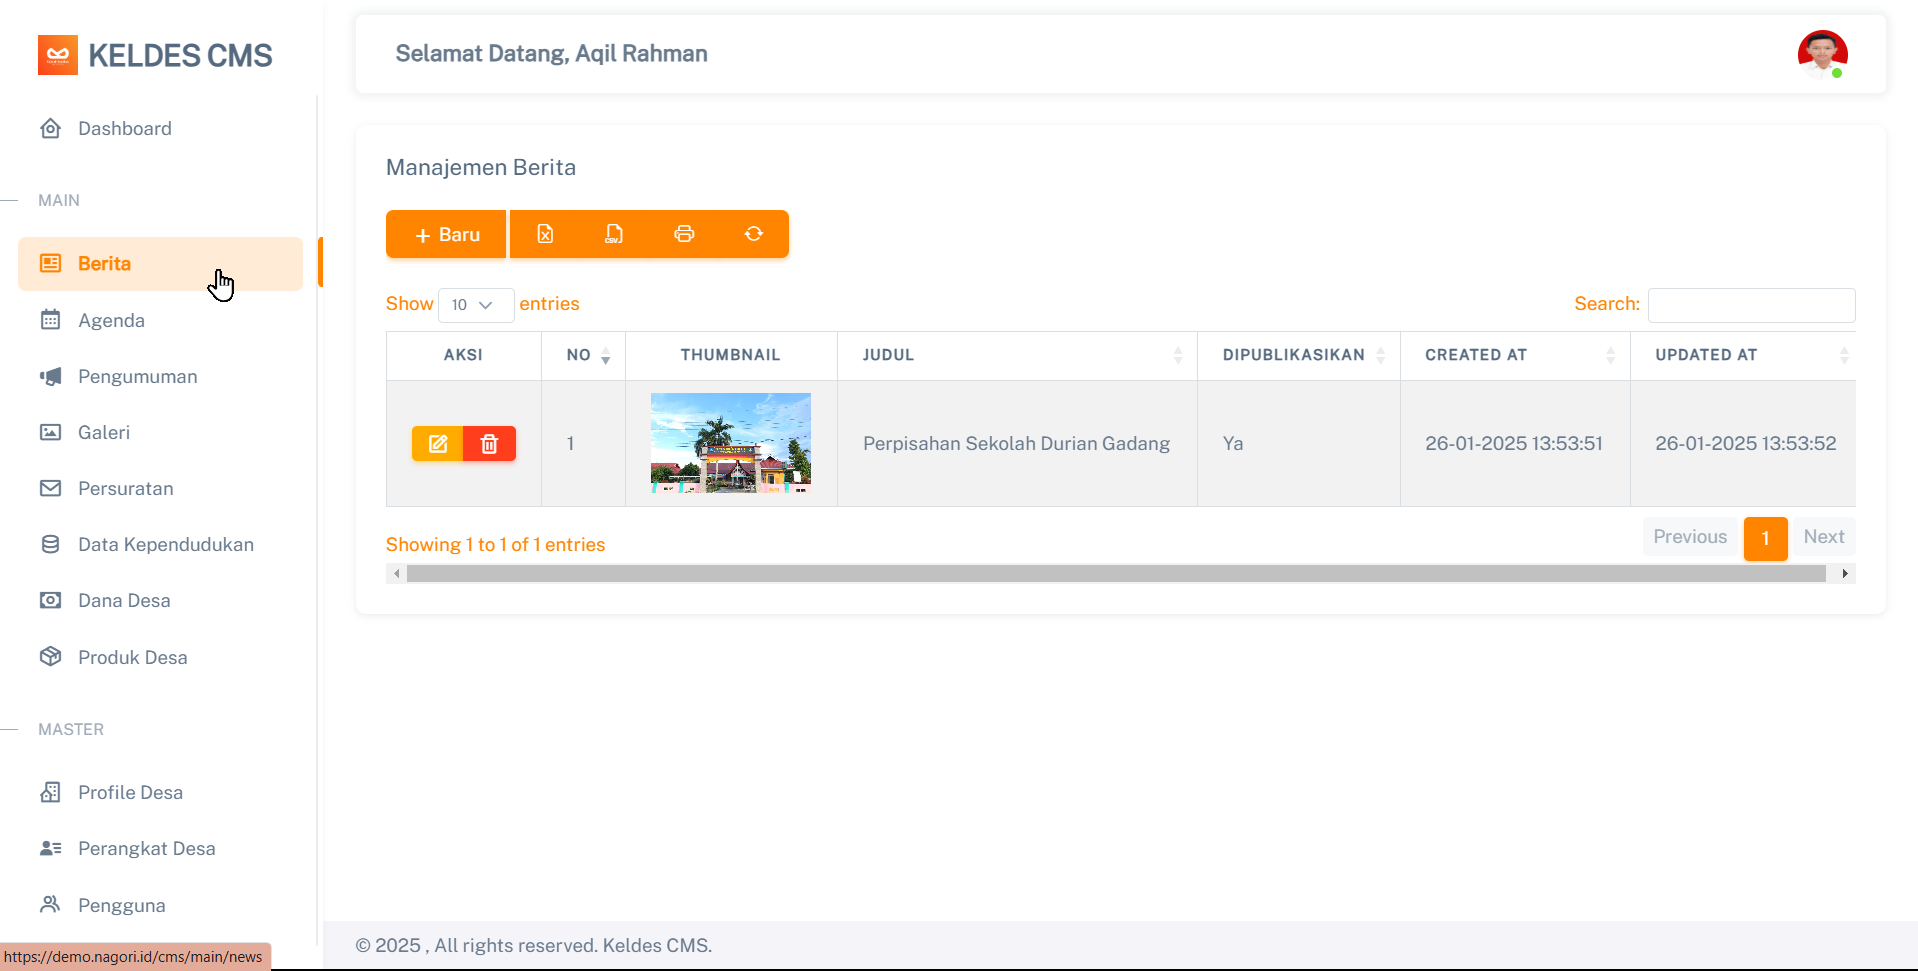 KELDES CMS
Selamat Datang, Aqil Rahman
Dashboard
MAIN
Berita
Agenda
Pengumuman
Galeri
Persuratan
Data Kependudukan
Dana Desa
Produk Desa
MASTER
Profile Desa
Perangkat Desa
Pengguna
https://demo.nagori.id/cms/main/news
Manajemen Berita
+ Baru
CSV
Show 10 entries
Search:
AKSI NO THUMBNAIL JUDUL DIPUBLIKASIKAN CREATED AT UPDATED AT
1 Perpisahan Sekolah Durian Gadang Ya 26-01-2025 13:53:51 26-01-2025 13:53:52
Showing 1 to 1 of 1 entries
Previous 1 Next
© 2025 , All rights reserved. Keldes CMS.